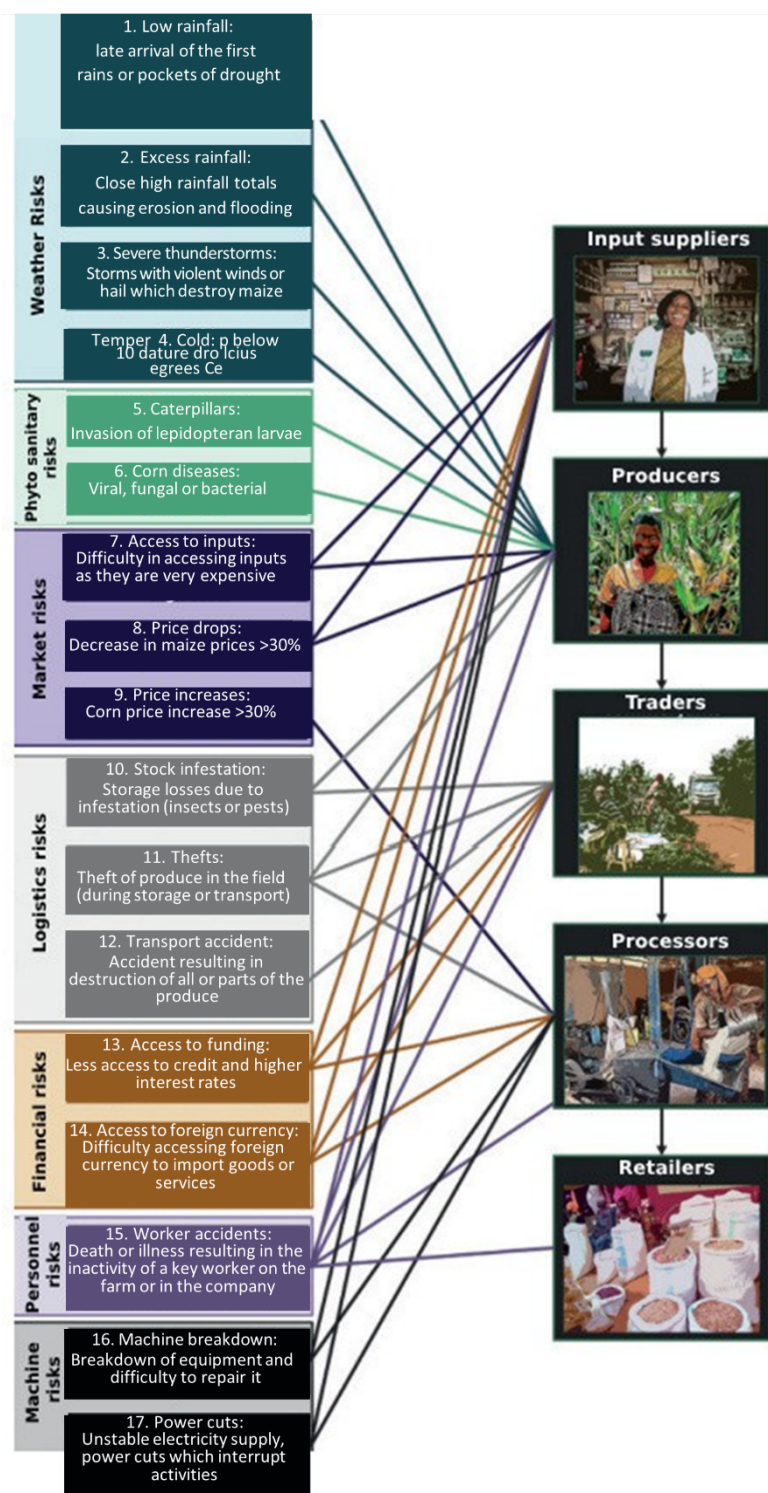 Weather Risks
1. Low rainfall:
late arrival of the first
rains or pockets of drought
2. Excess rainfall:
Close high rainfall totals
causing erosion and flooding
3. Severe thunderstorms:
Storms with violent winds or
hail which destroy maize
Temper 4. Cold: p below
10 dature dro lcius
egrees Ce
Phyto sanitary
risks
5. Caterpillars:
Invasion of lepidopteran larvae
6. Corn diseases:
Viral, fungal or bacterial
Market risks
7. Access to inputs:
Difficulty in accessing inputs
as they are very expensive
8. Price drops:
Decrease in maize prices >30%
9. Price increases:
Corn price increase >30%
Logistics risks
10. Stock infestation:
Storage losses due to
infestation (insects or pests)
11. Thefts:
Theft of produce in the field
(during storage or transport)
12. Transport accident:
Accident resulting in
destruction of all or parts of the
produce
Financial risks
13. Access to funding:
Less access to credit and higher
interest rates
14. Access to foreign currency:
Difficulty accessing foreign
currency to import goods or
services
Personnel
risks
15. Worker accidents:
Death or illness resulting in the
inactivity of a key worker on the
farm or in the company
Machine
risks
16. Machine breakdown:
Breakdown of equipment and
difficulty to repair it
17. Power cuts:
Unstable electricity supply,
power cuts which interrupt
activities
Input suppliers
Producers
Traders
Processors
Retailers